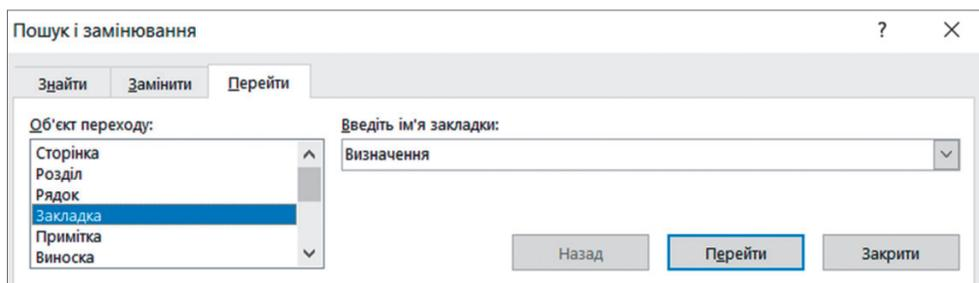 Пошук і замінювання ? ×
Знайти Замінити Перейти
Об'єкт переходу: Введіть ім'я закладки:
Сторінка Визначення
Розділ
Рядок
Закладка
Примітка
Виноска
Назад Перейти Закрити